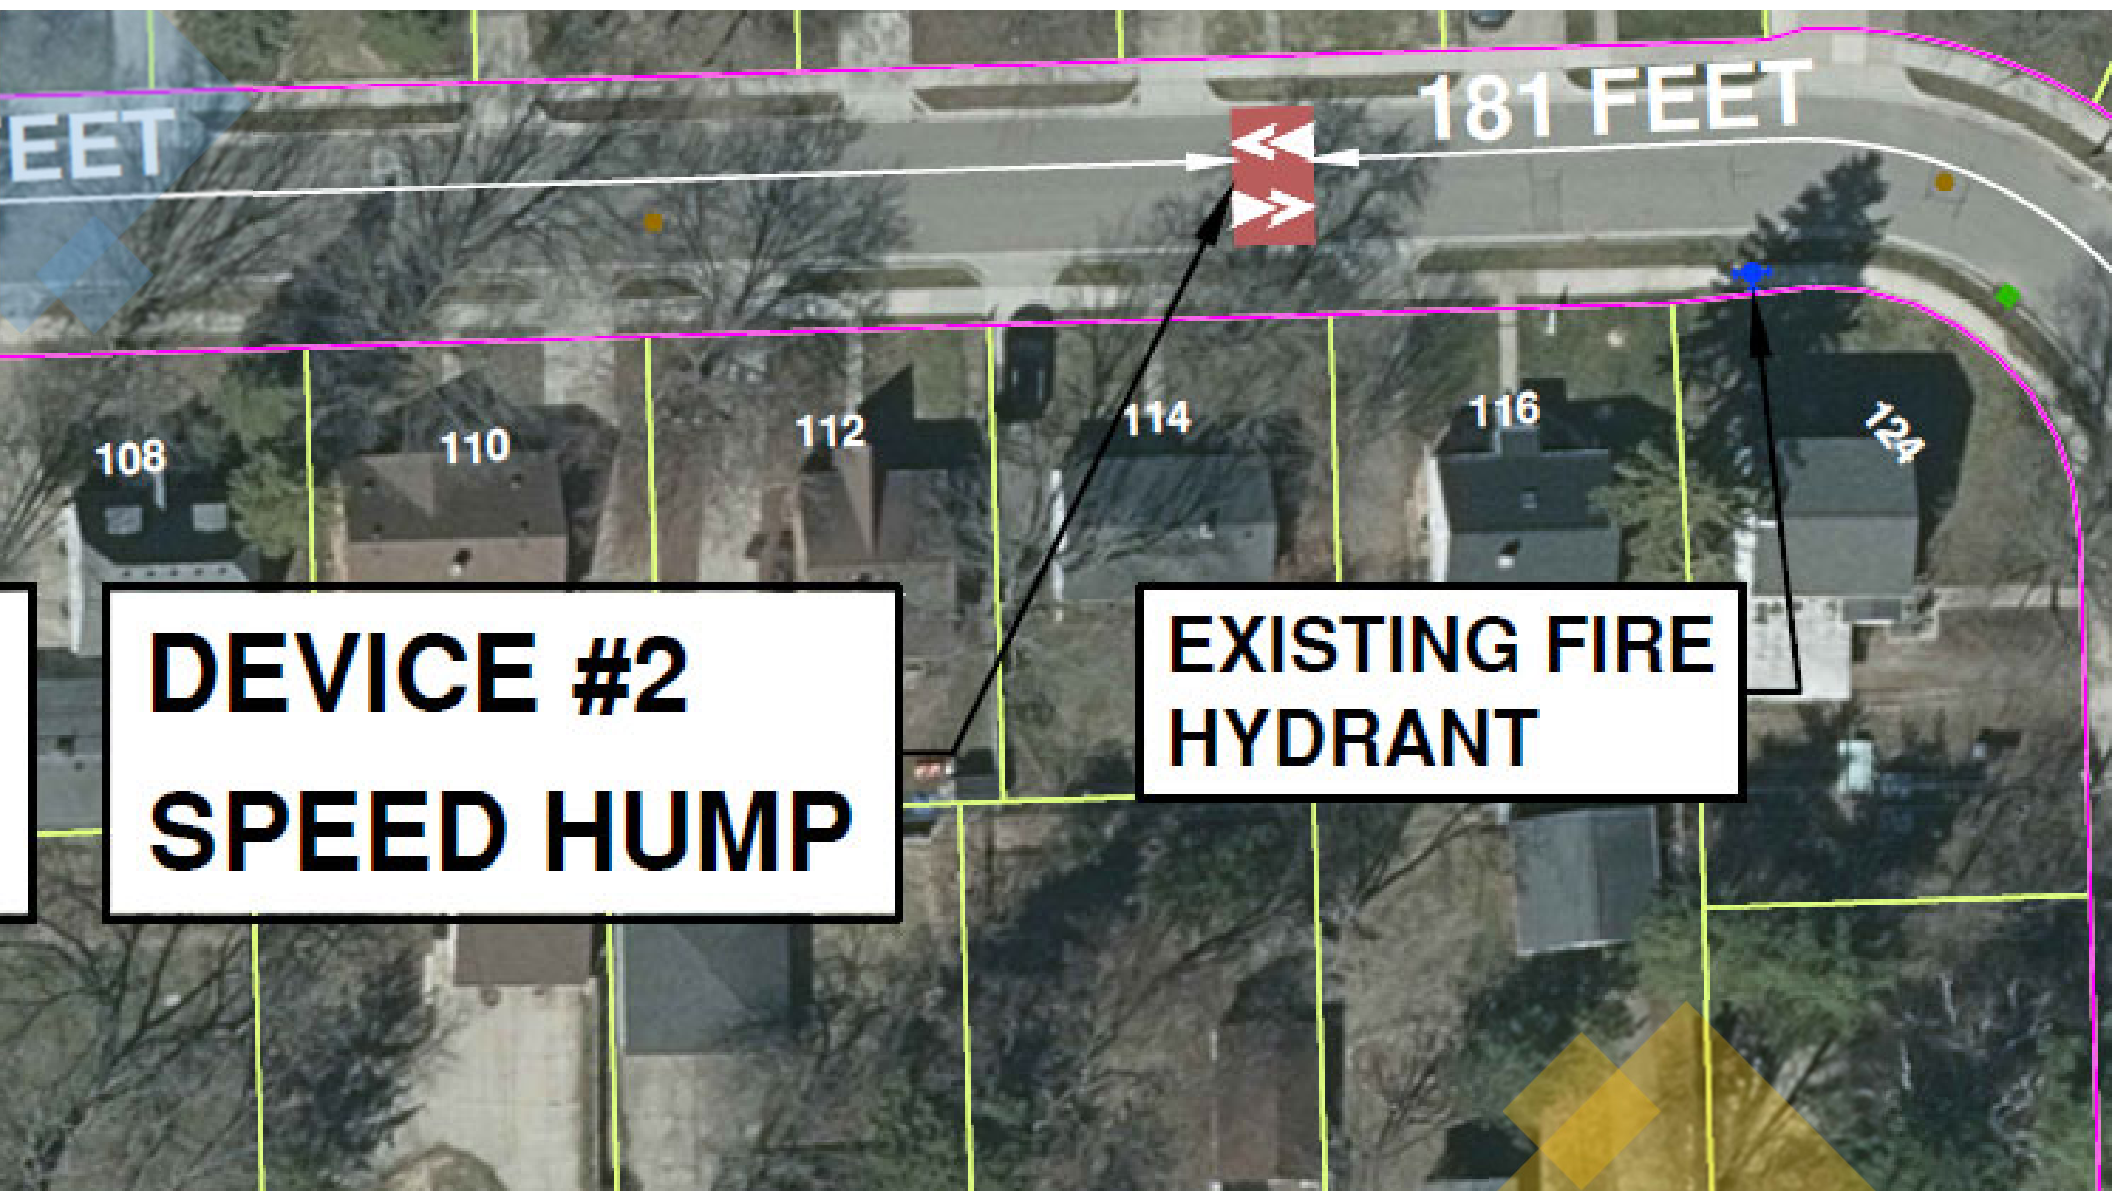 EET
181 FEET
108
110
112
114
116
124
DEVICE #2
SPEED HUMP
EXISTING FIRE
HYDRANT